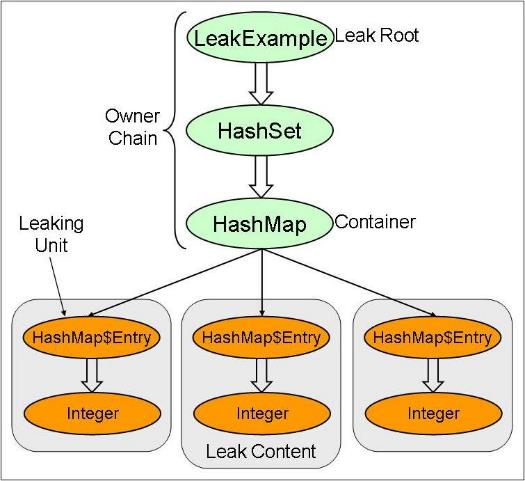 LeakExample
Leak Root
Owner
Chain
HashSet
HashMap
Container
Leaking
Unit
HashMap$Entry
HashMap$Entry
HashMap$Entry
Integer
Integer
Integer
Leak Content